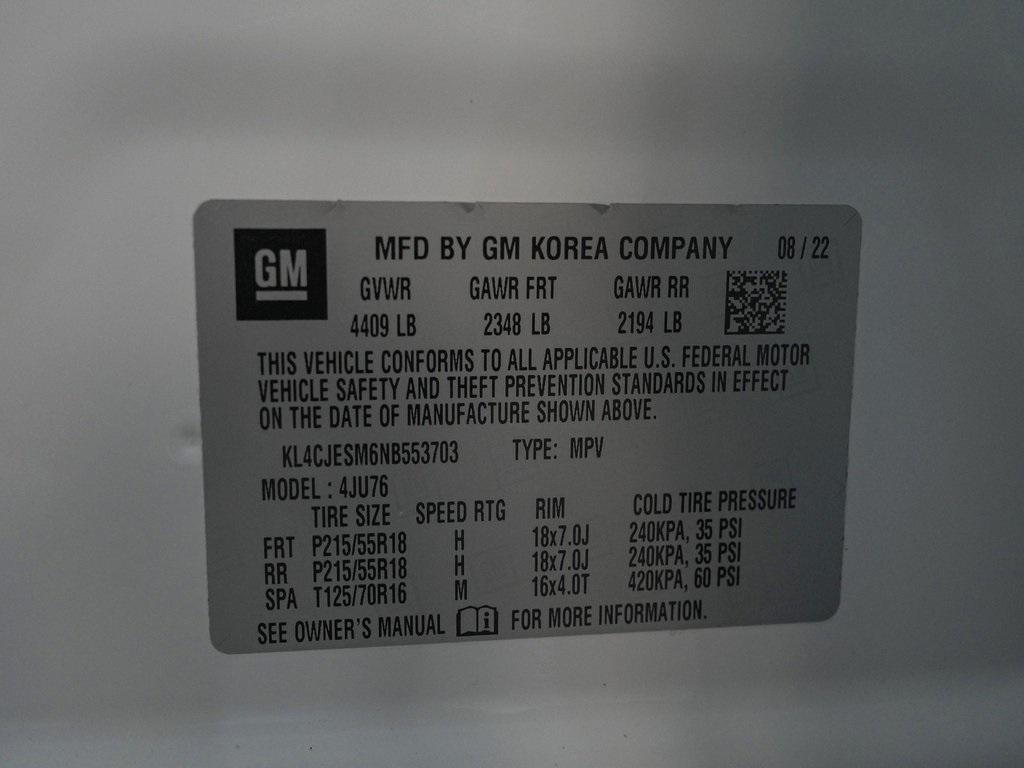 GM
MFD BY GM KOREA COMPANY 08 / 22
GVWR GAWR FRT GAWR RR
4409 LB 2348 LB 2194 LB
THIS VEHICLE CONFORMS TO ALL APPLICABLE U.S. FEDERAL MOTOR
VEHICLE SAFETY AND THEFT PREVENTION STANDARDS IN EFFECT
ON THE DATE OF MANUFACTURE SHOWN ABOVE.
KL4CJESM6NB553703 TYPE: MPV
MODEL : 4JU76
TIRE SIZE SPEED RTG RIM COLD TIRE PRESSURE
FRT P215/55R18 H 18x7.0J 240KPA, 35 PSI
RR P215/55R18 H 18x7.0J 240KPA, 35 PSI
SPA T125/70R16 M 16x4.0T 420KPA, 60 PSI
SEE OWNER'S MANUAL i FOR MORE INFORMATION.